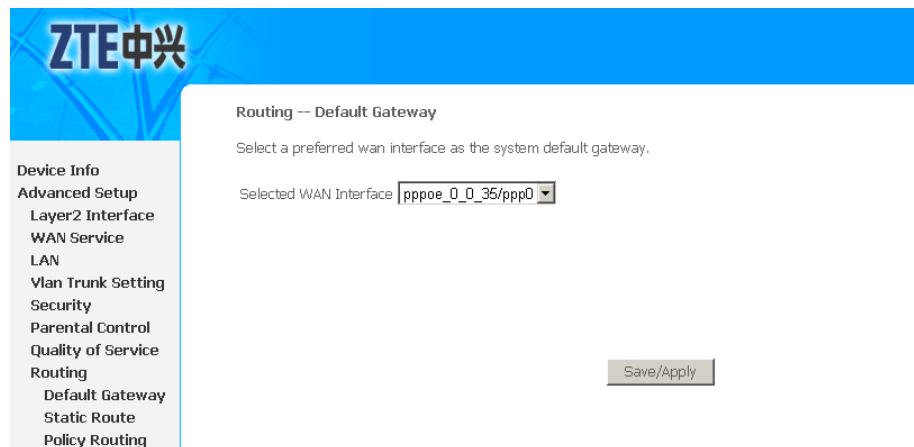 ZTE中兴
Routing -- Default Gateway
Select a preferred wan interface as the system default gateway.
Selected WAN Interface pppoe_0_0_35/ppp0
Save/Apply
Device Info
Advanced Setup
Layer2 Interface
WAN Service
LAN
Vlan Trunk Setting
Security
Parental Control
Quality of Service
Routing
Default Gateway
Static Route
Policy Routing